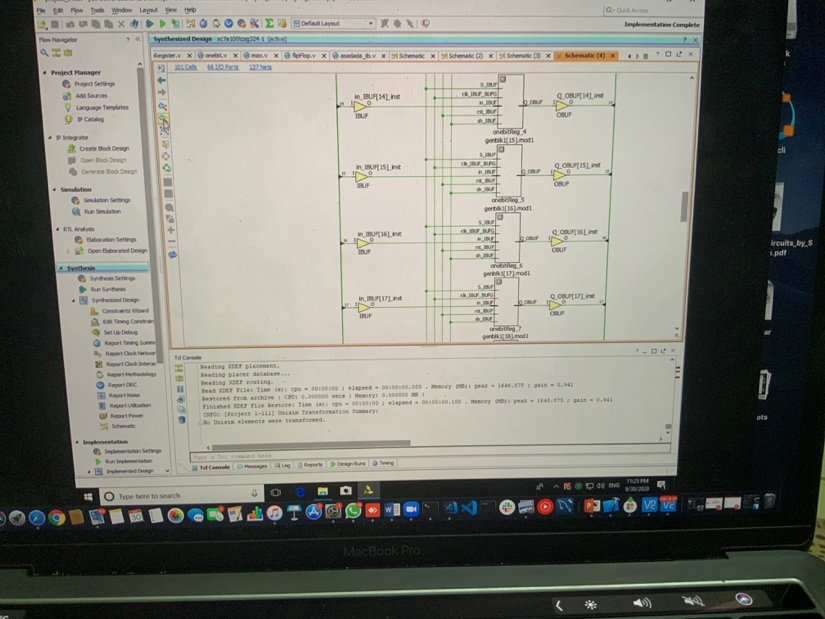 File Edit Flow Tools Window Layout View Help
Quick Access
Default Layout
Implementation Complete
Flow Navigator
Synthesized Design - xc7a100tcsg324-1 (active)
Register.v
onebit.v
max.v
flipFlop.v
Schematic
Schematic (2)
Schematic (3)
Schematic (4)
101 Cells 68 I/O Ports 137 Nets
Project Manager
Project Settings
Add Sources
Language Templates
IP Catalog
IP Integrator
Create Block Design
Open Block Design
Generate Block Design
Simulation
Simulation Settings
Run Simulation
RTL Analysis
Elaboration Settings
Open Elaborated Design
Synthesis
Synthesis Settings
Run Synthesis
Synthesized Design
Constraints Wizard
Edit Timing Constrain
Set Up Debug
Report Timing Summ
Report Clock Networ
Report Clock Interac
Report Methodology
Report DRC
Report Noise
Report Utilization
Report Power
Schematic
Implementation
Implementation Settings
Run Implementation
Implemented Design
in_IBUF[14]_inst
IBUF
S_IBUF
clk_IBUF_BUFG
in_IBUF
rst_IBUF
sh_IBUF
Q_OBUF
Q_OBUF[14]_inst
OBUF
onebitReg_4
genblk1[15].mod1
in_IBUF[15]_inst
IBUF
S_IBUF
clk_IBUF_BUFG
in_IBUF
rst_IBUF
sh_IBUF
Q_OBUF
Q_OBUF[15]_inst
OBUF
onebitReg_5
genblk1[16].mod1
in_IBUF[16]_inst
IBUF
S_IBUF
clk_IBUF_BUFG
in_IBUF
rst_IBUF
sh_IBUF
Q_OBUF
Q_OBUF[16]_inst
OBUF
onebitReg_6
genblk1[17].mod1
in_IBUF[17]_inst
IBUF
S_IBUF
clk_IBUF_BUFG
in_IBUF
rst_IBUF
sh_IBUF
Q_OBUF
Q_OBUF[17]_inst
OBUF
onebitReg_7
genblk1[18].mod1
Tcl Console
Reading XDEF placement.
Reading placer database...
Reading XDEF routing.
Read XDEF File: Time (s): cpu = 00:00:00 ; elapsed = 00:00:00.055 . Memory (MB): peak = 1646.875 ; gain = 0.941
Restored from archive | CPU: 0.000000 secs | Memory: 0.000000 MB |
Finished XDEF File Restore: Time (s): cpu = 00:00:00 ; elapsed = 00:00:00.100 . Memory (MB): peak = 1646.875 ; gain = 0.941
INFO: [Project 1-111] Unisim Transformation Summary:
No Unisim elements were transformed.
Type a Tcl command here
Tcl Console Messages Log Reports Design Runs Timing
Type here to search
ENG
11:25 PM
9/30/2020
ircuits_by_S
.pdf
cli
ots
MacBook Pro